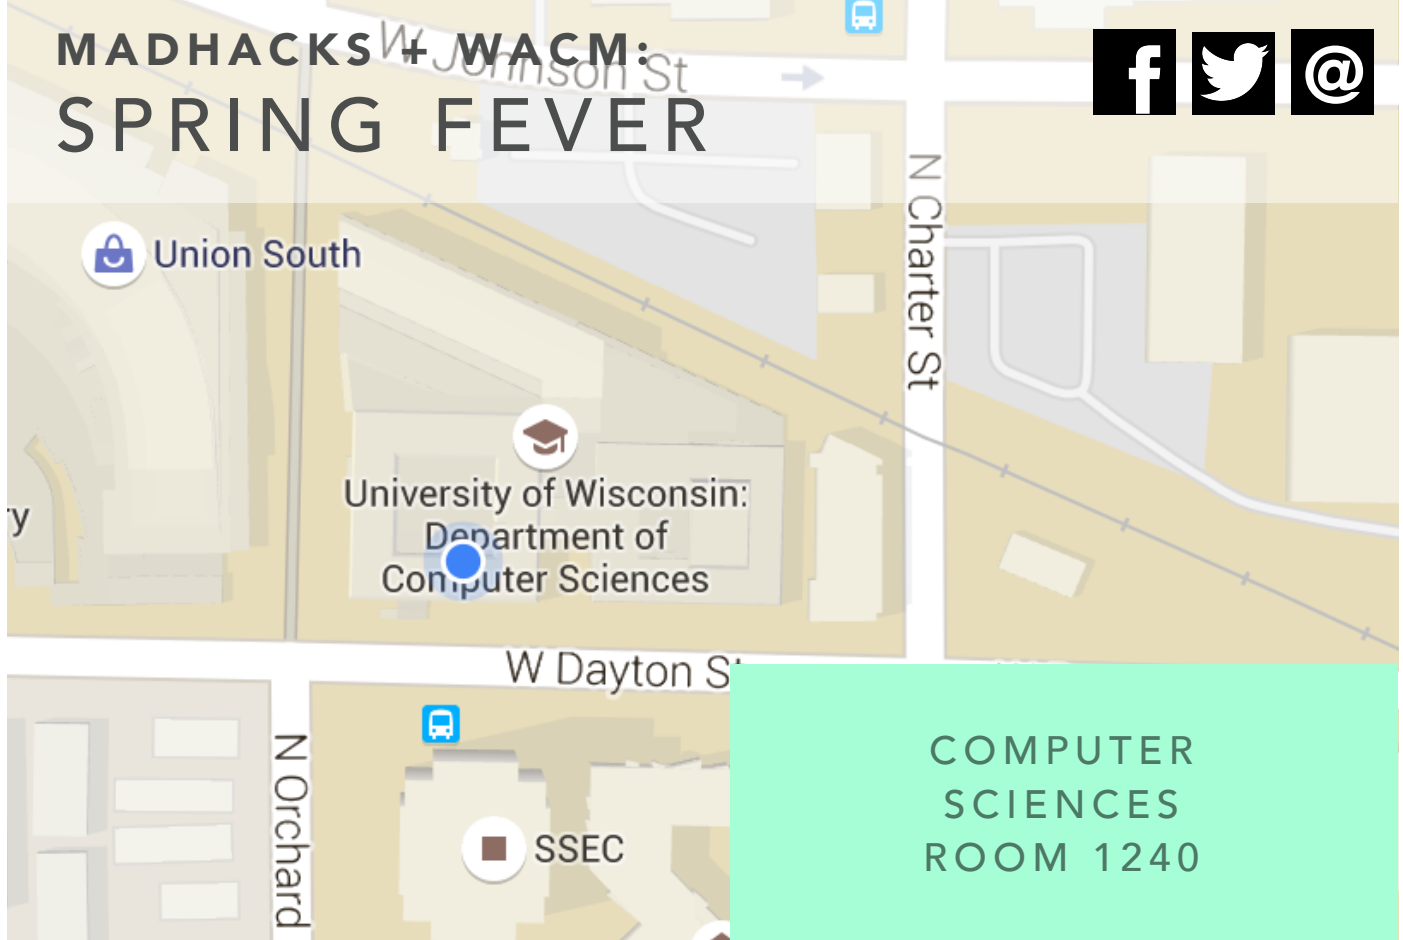 MADHACKS + WACM:
W Johnson St
SPRING FEVER
@
N Charter St
Union South
University of Wisconsin:
Department of
Computer Sciences
W Dayton St
N Orchard
SSEC
COMPUTER
SCIENCES
ROOM 1240